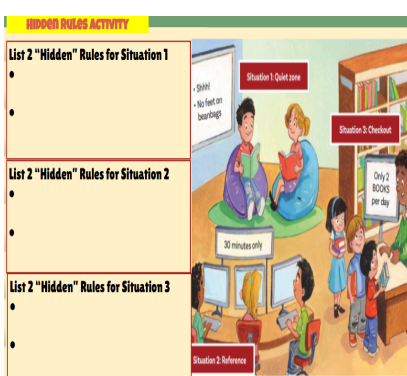 HIDDEN RULES ACTIVITY
List 2 “Hidden” Rules for Situation 1
•
•
List 2 “Hidden” Rules for Situation 2
•
•
List 2 “Hidden” Rules for Situation 3
•
•
• Shhh!
• No feet on
beanbags
Situation 1: Quiet zone
Situation 3: Checkout
Only 2
BOOKS
per day
30 minutes only
Situation 2: Reference